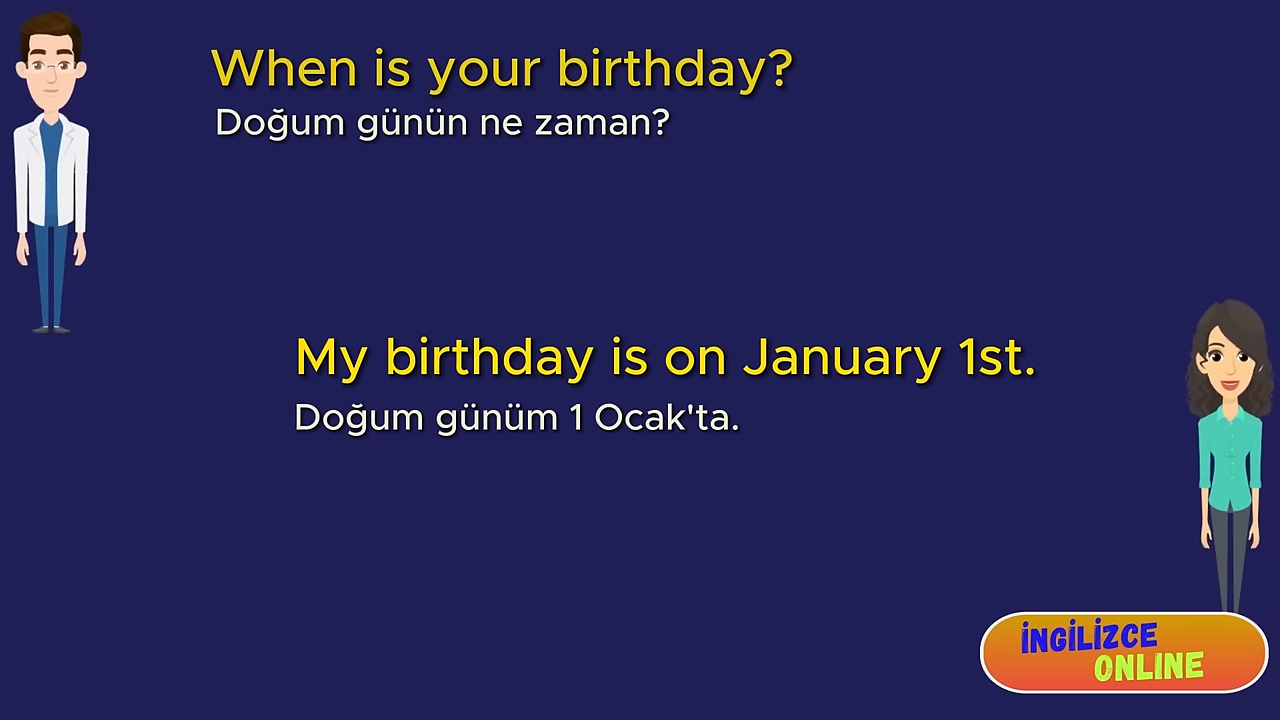 When is your birthday?
Doğum günün ne zaman?
My birthday is on January 1st.
Doğum günüm 1 Ocak'ta.
İNGİLİZCE
ONLINE